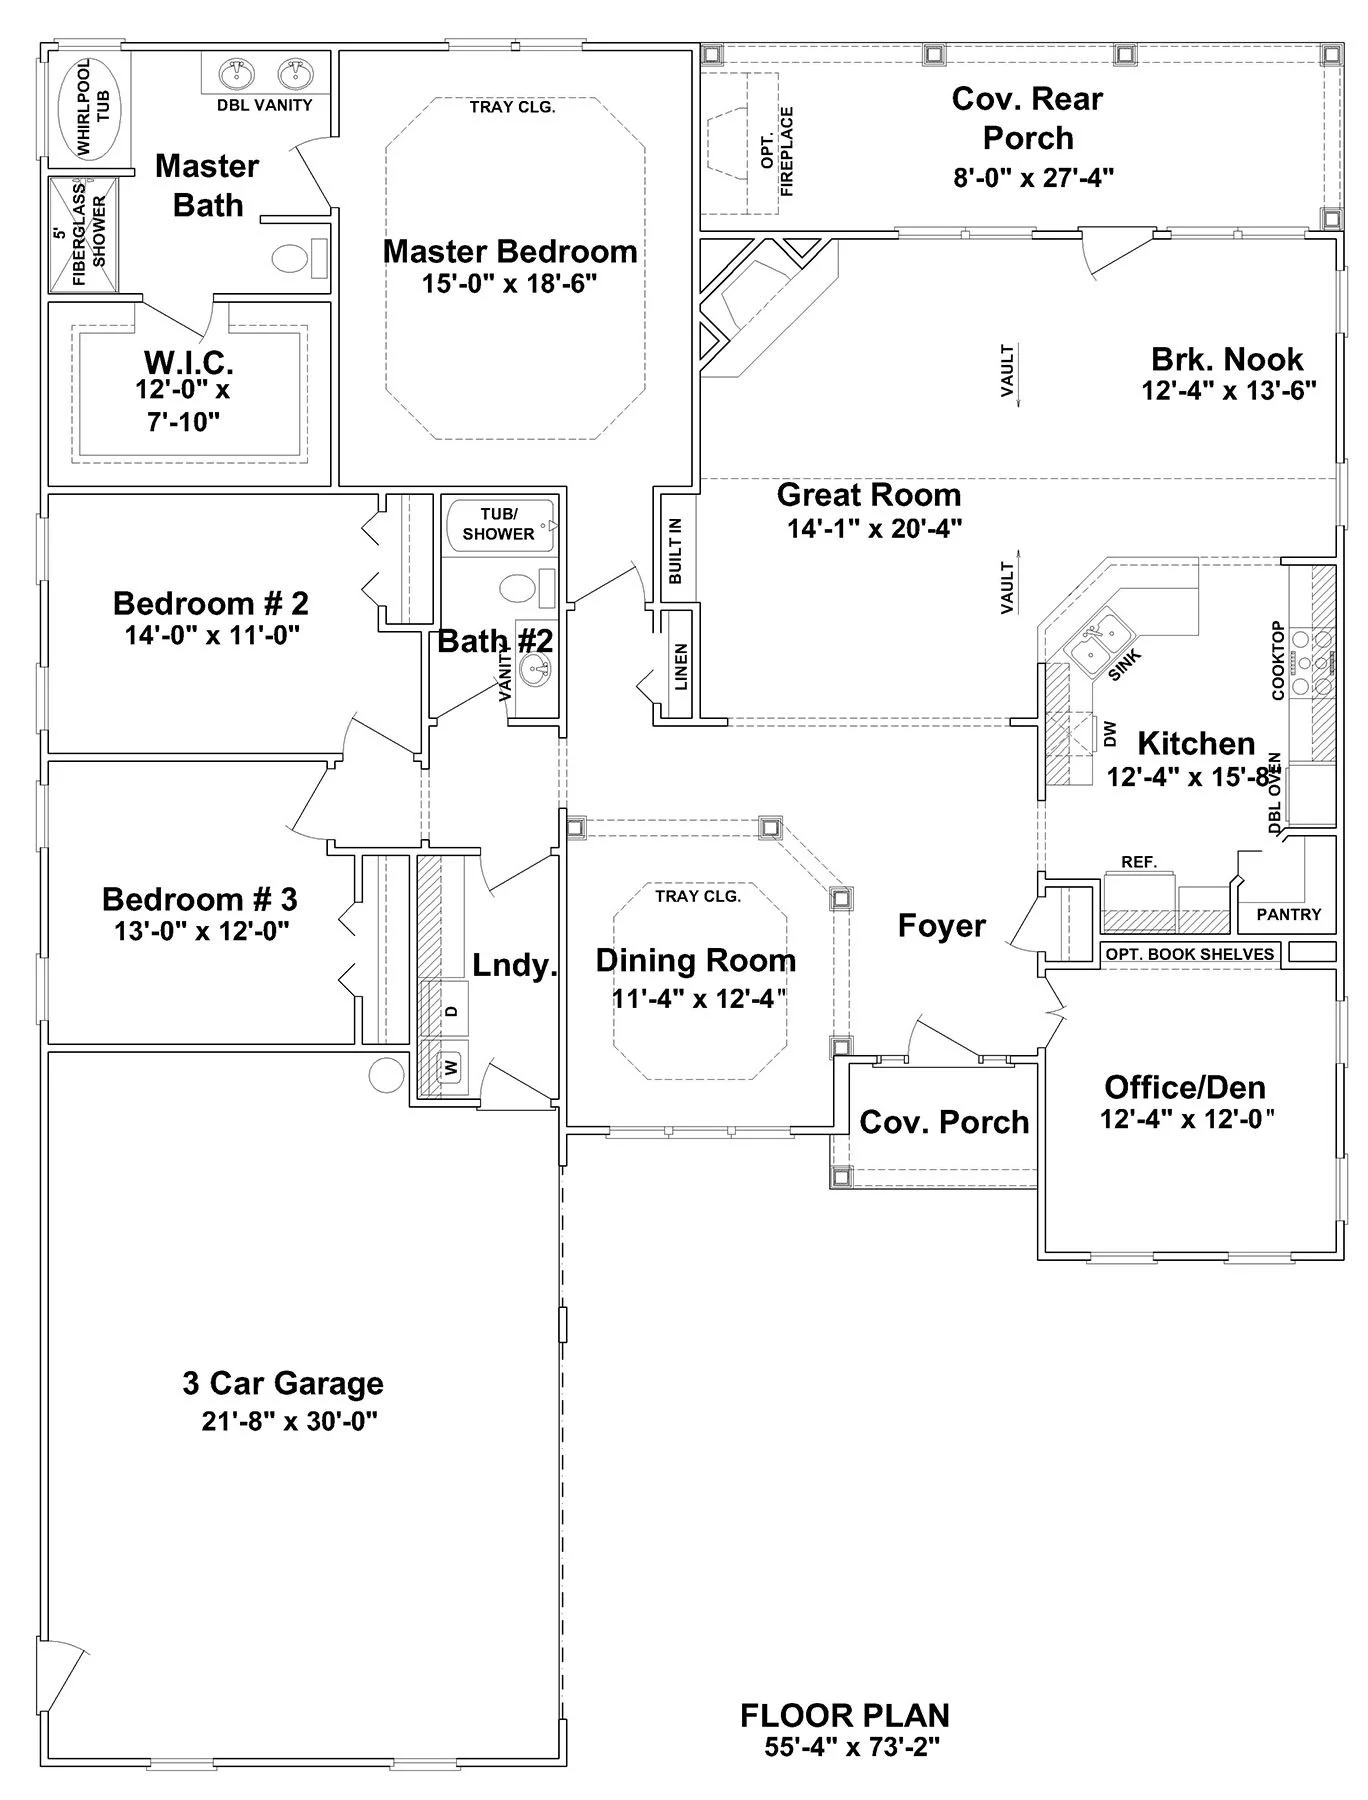 WHIRLPOOL
TUB
DBL VANITY
Master
Bath
5'
FIBERGLASS
SHOWER
TRAY CLG.
Master Bedroom
15'-0" x 18'-6"
OPT.
FIREPLACE
Cov. Rear
Porch
8'-0" x 27'-4"
W.I.C.
12'-0" x
7'-10"
VAULT
Brk. Nook
12'-4" x 13'-6"
Great Room
14'-1" x 20'-4"
VAULT
BUILT IN
TUB/
SHOWER
Bedroom # 2
14'-0" x 11'-0"
Bath #2
VANITY
LINEN
SINK
COOKTOP
DW
Kitchen
12'-4" x 15'-8"
DBL OVEN
REF.
PANTRY
Bedroom # 3
13'-0" x 12'-0"
Lndy.
D
W
TRAY CLG.
Dining Room
11'-4" x 12'-4"
Foyer
OPT. BOOK SHELVES
Office/Den
12'-4" x 12'-0"
Cov. Porch
3 Car Garage
21'-8" x 30'-0"
FLOOR PLAN
55'-4" x 73'-2"